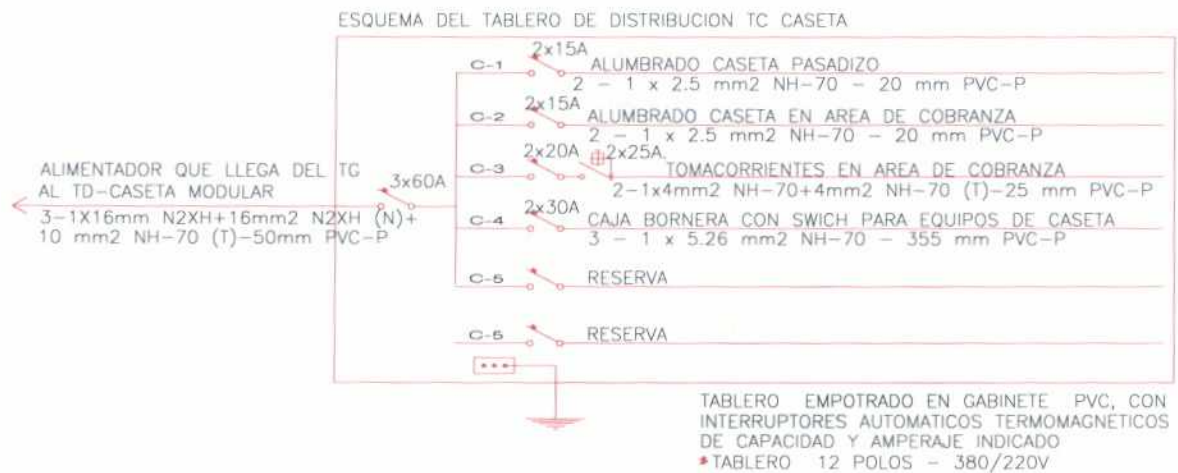 ESQUEMA DEL TABLERO DE DISTRIBUCION TC CASETA
2x15A
C-1 ALUMBRADO CASETA PASADIZO
2 - 1 x 2.5 mm2 NH-70 - 20 mm PVC-P
2x15A
C-2 ALUMBRADO CASETA EN AREA DE COBRANZA
2 - 1 x 2.5 mm2 NH-70 - 20 mm PVC-P
2x20A 2x25A.
C-3 TOMACORRIENTES EN AREA DE COBRANZA
2-1x4mm2 NH-70+4mm2 NH-70 (T)-25 mm PVC-P
ALIMENTADOR QUE LLEGA DEL TG
AL TD-CASETA MODULAR
3x60A
3-1X16mm N2XH+16mm2 N2XH (N)+
10 mm2 NH-70 (T)-50mm PVC-P
2x30A
C-4 CAJA BORNERA CON SWICH PARA EQUIPOS DE CASETA
3 - 1 x 5.26 mm2 NH-70 - 355 mm PVC-P
C-5 RESERVA
C-5 RESERVA
TABLERO EMPOTRADO EN GABINETE PVC, CON
INTERRUPTORES AUTOMATICOS TERMOMAGNETICOS
DE CAPACIDAD Y AMPERAJE INDICADO
*TABLERO 12 POLOS - 380/220V